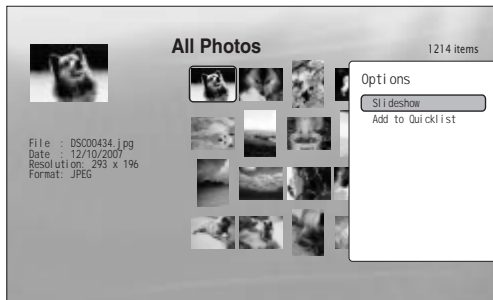 All Photos
1214 items
Options
Slideshow
Add to Quicklist
File : DSC00434.jpg
Date : 12/10/2007
Resolution: 293 x 196
Format: JPEG